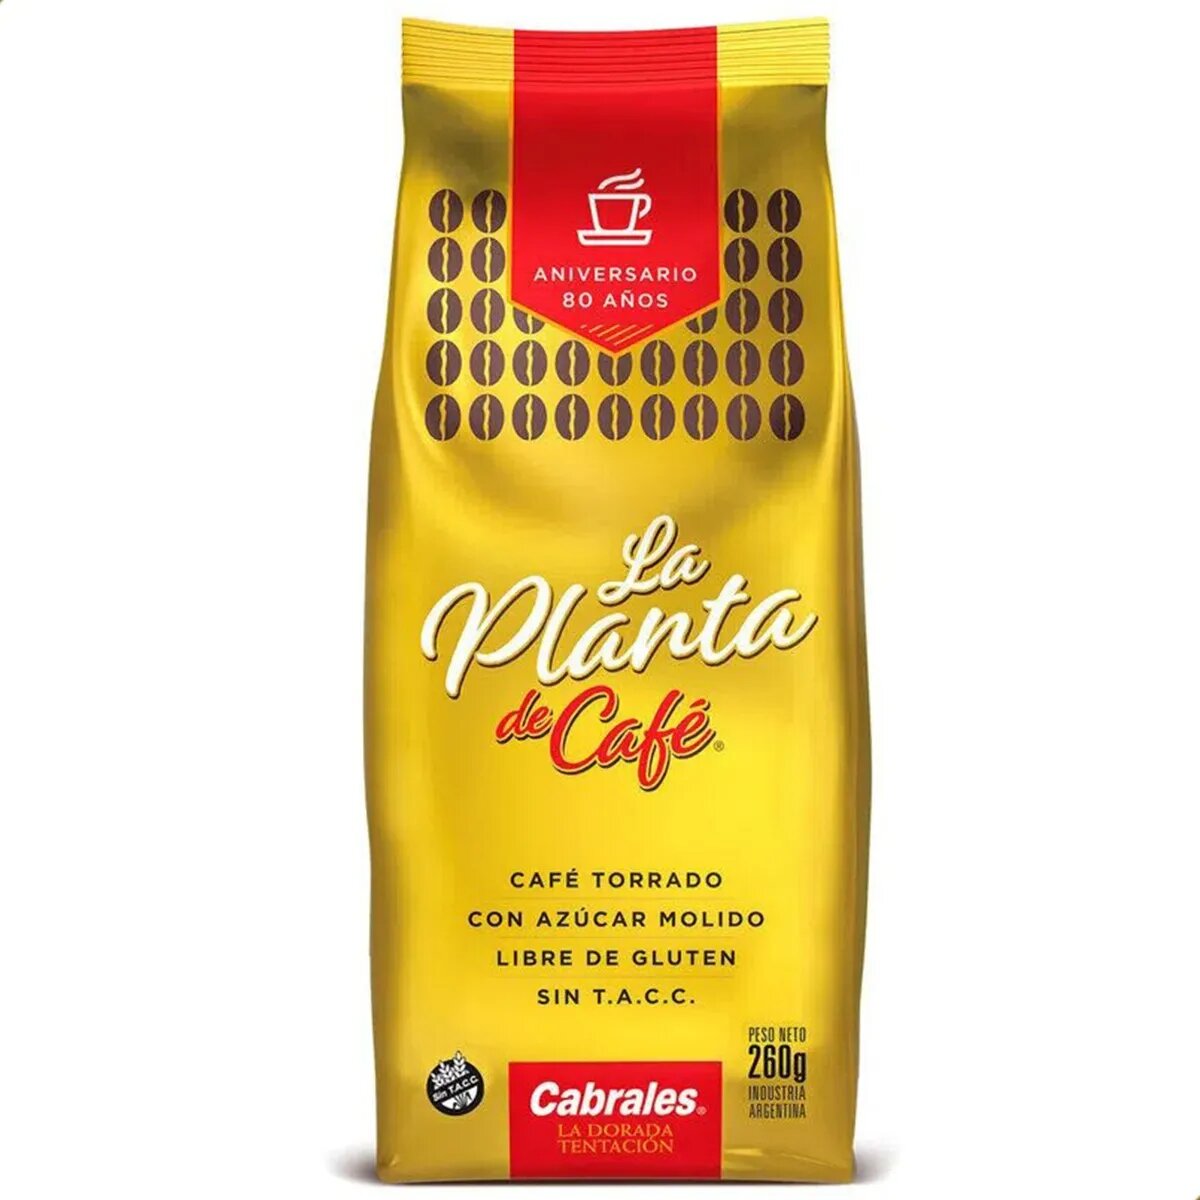 ANIVERSARIO
80 AÑOS
La
Planta
de Café®
CAFÉ TORRADO
CON AZÚCAR MOLIDO
LIBRE DE GLUTEN
SIN T.A.C.C.
Sin T.A.C.C.
PESO NETO
260g
INDUSTRIA
ARGENTINA
Cabrales®
LA DORADA
TENTACIÓN